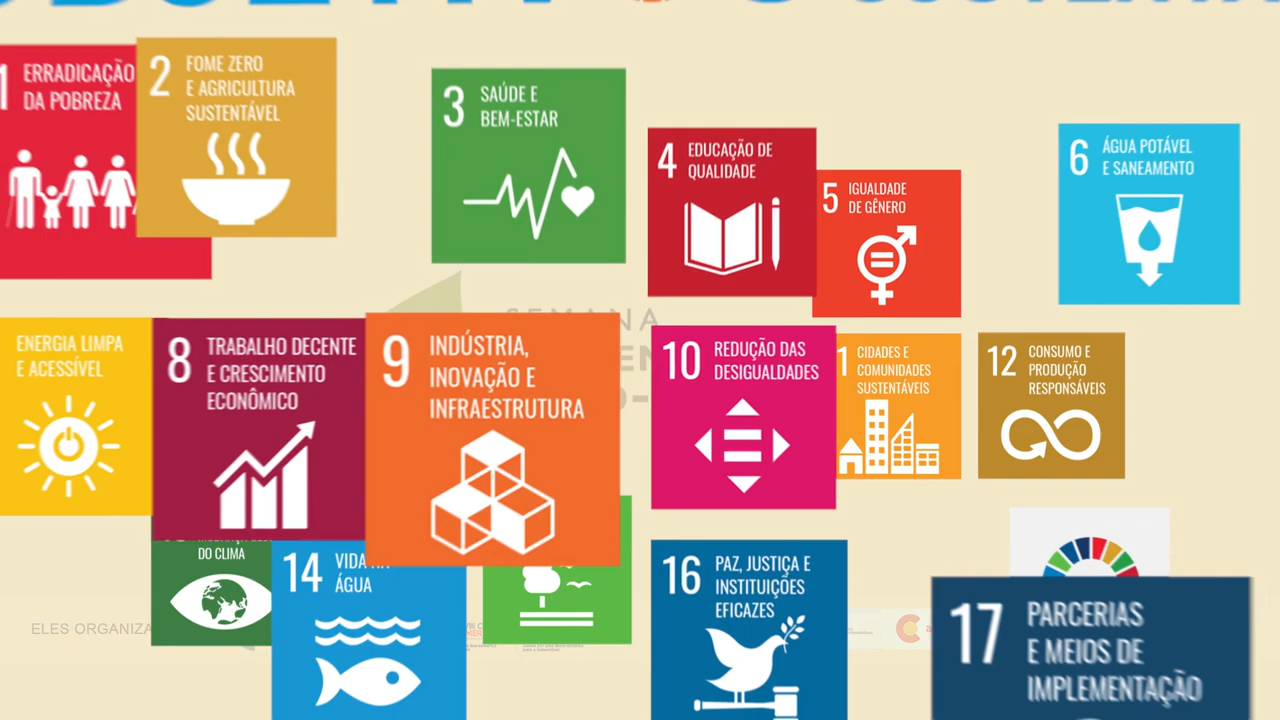 1
ERRADICAÇÃO
DA POBREZA
2
FOME ZERO
E AGRICULTURA
SUSTENTÁVEL
3
SAÚDE E
BEM-ESTAR
4
EDUCAÇÃO DE
QUALIDADE
5
IGUALDADE
DE GÊNERO
6
ÁGUA POTÁVEL
E SANEAMENTO
SEMANA
ENERGIA LIMPA
E ACESSÍVEL
8
TRABALHO DECENTE
E CRESCIMENTO
ECONÔMICO
9
INDÚSTRIA,
INOVAÇÃO E
INFRAESTRUTURA
10
REDUÇÃO DAS
DESIGUALDADES
1
CIDADES E
COMUNIDADES
SUSTENTÁVEIS
12
CONSUMO E
PRODUÇÃO
RESPONSÁVEIS
DO CLIMA
14
VIDA NA
ÁGUA
16
PAZ, JUSTIÇA E
INSTITUIÇÕES
EFICAZES
17
PARCERIAS
E MEIOS DE
IMPLEMENTAÇÃO
ELES ORGANIZA